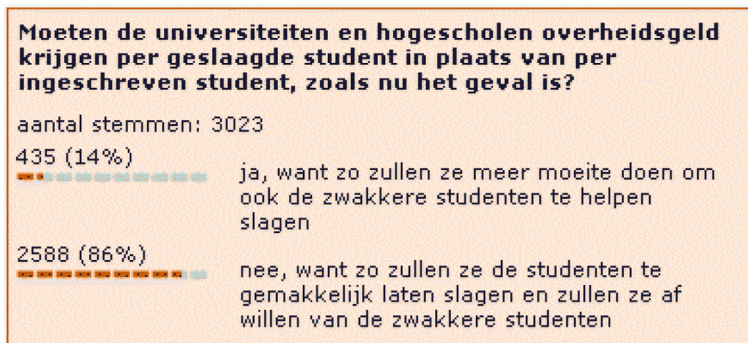 Moeten de universiteiten en hogescholen overheidsgeld
krijgen per geslaagde student in plaats van per
ingeschreven student, zoals nu het geval is?
aantal stemmen: 3023
435 (14%)
ja, want zo zullen ze meer moeite doen om
ook de zwakkere studenten te helpen
slagen
2588 (86%)
nee, want zo zullen ze de studenten te
gemakkelijk laten slagen en zullen ze af
willen van de zwakkere studenten